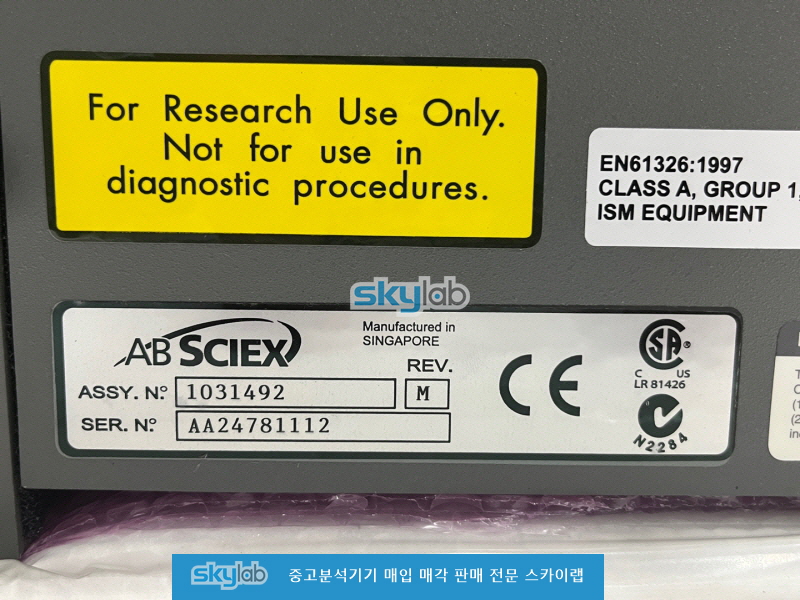 For Research Use Only.
Not for use in
diagnostic procedures.
EN61326:1997
CLASS A, GROUP 1,
ISM EQUIPMENT
skylab
AB SCIEX
Manufactured in
SINGAPORE
REV.
ASSY. Nº 1031492 M
SER. Nº AA24781112
CE
SA ®
C US
LR 81426
N2284
skylab 중고분석기기 매입 매각 판매 전문 스카이랩